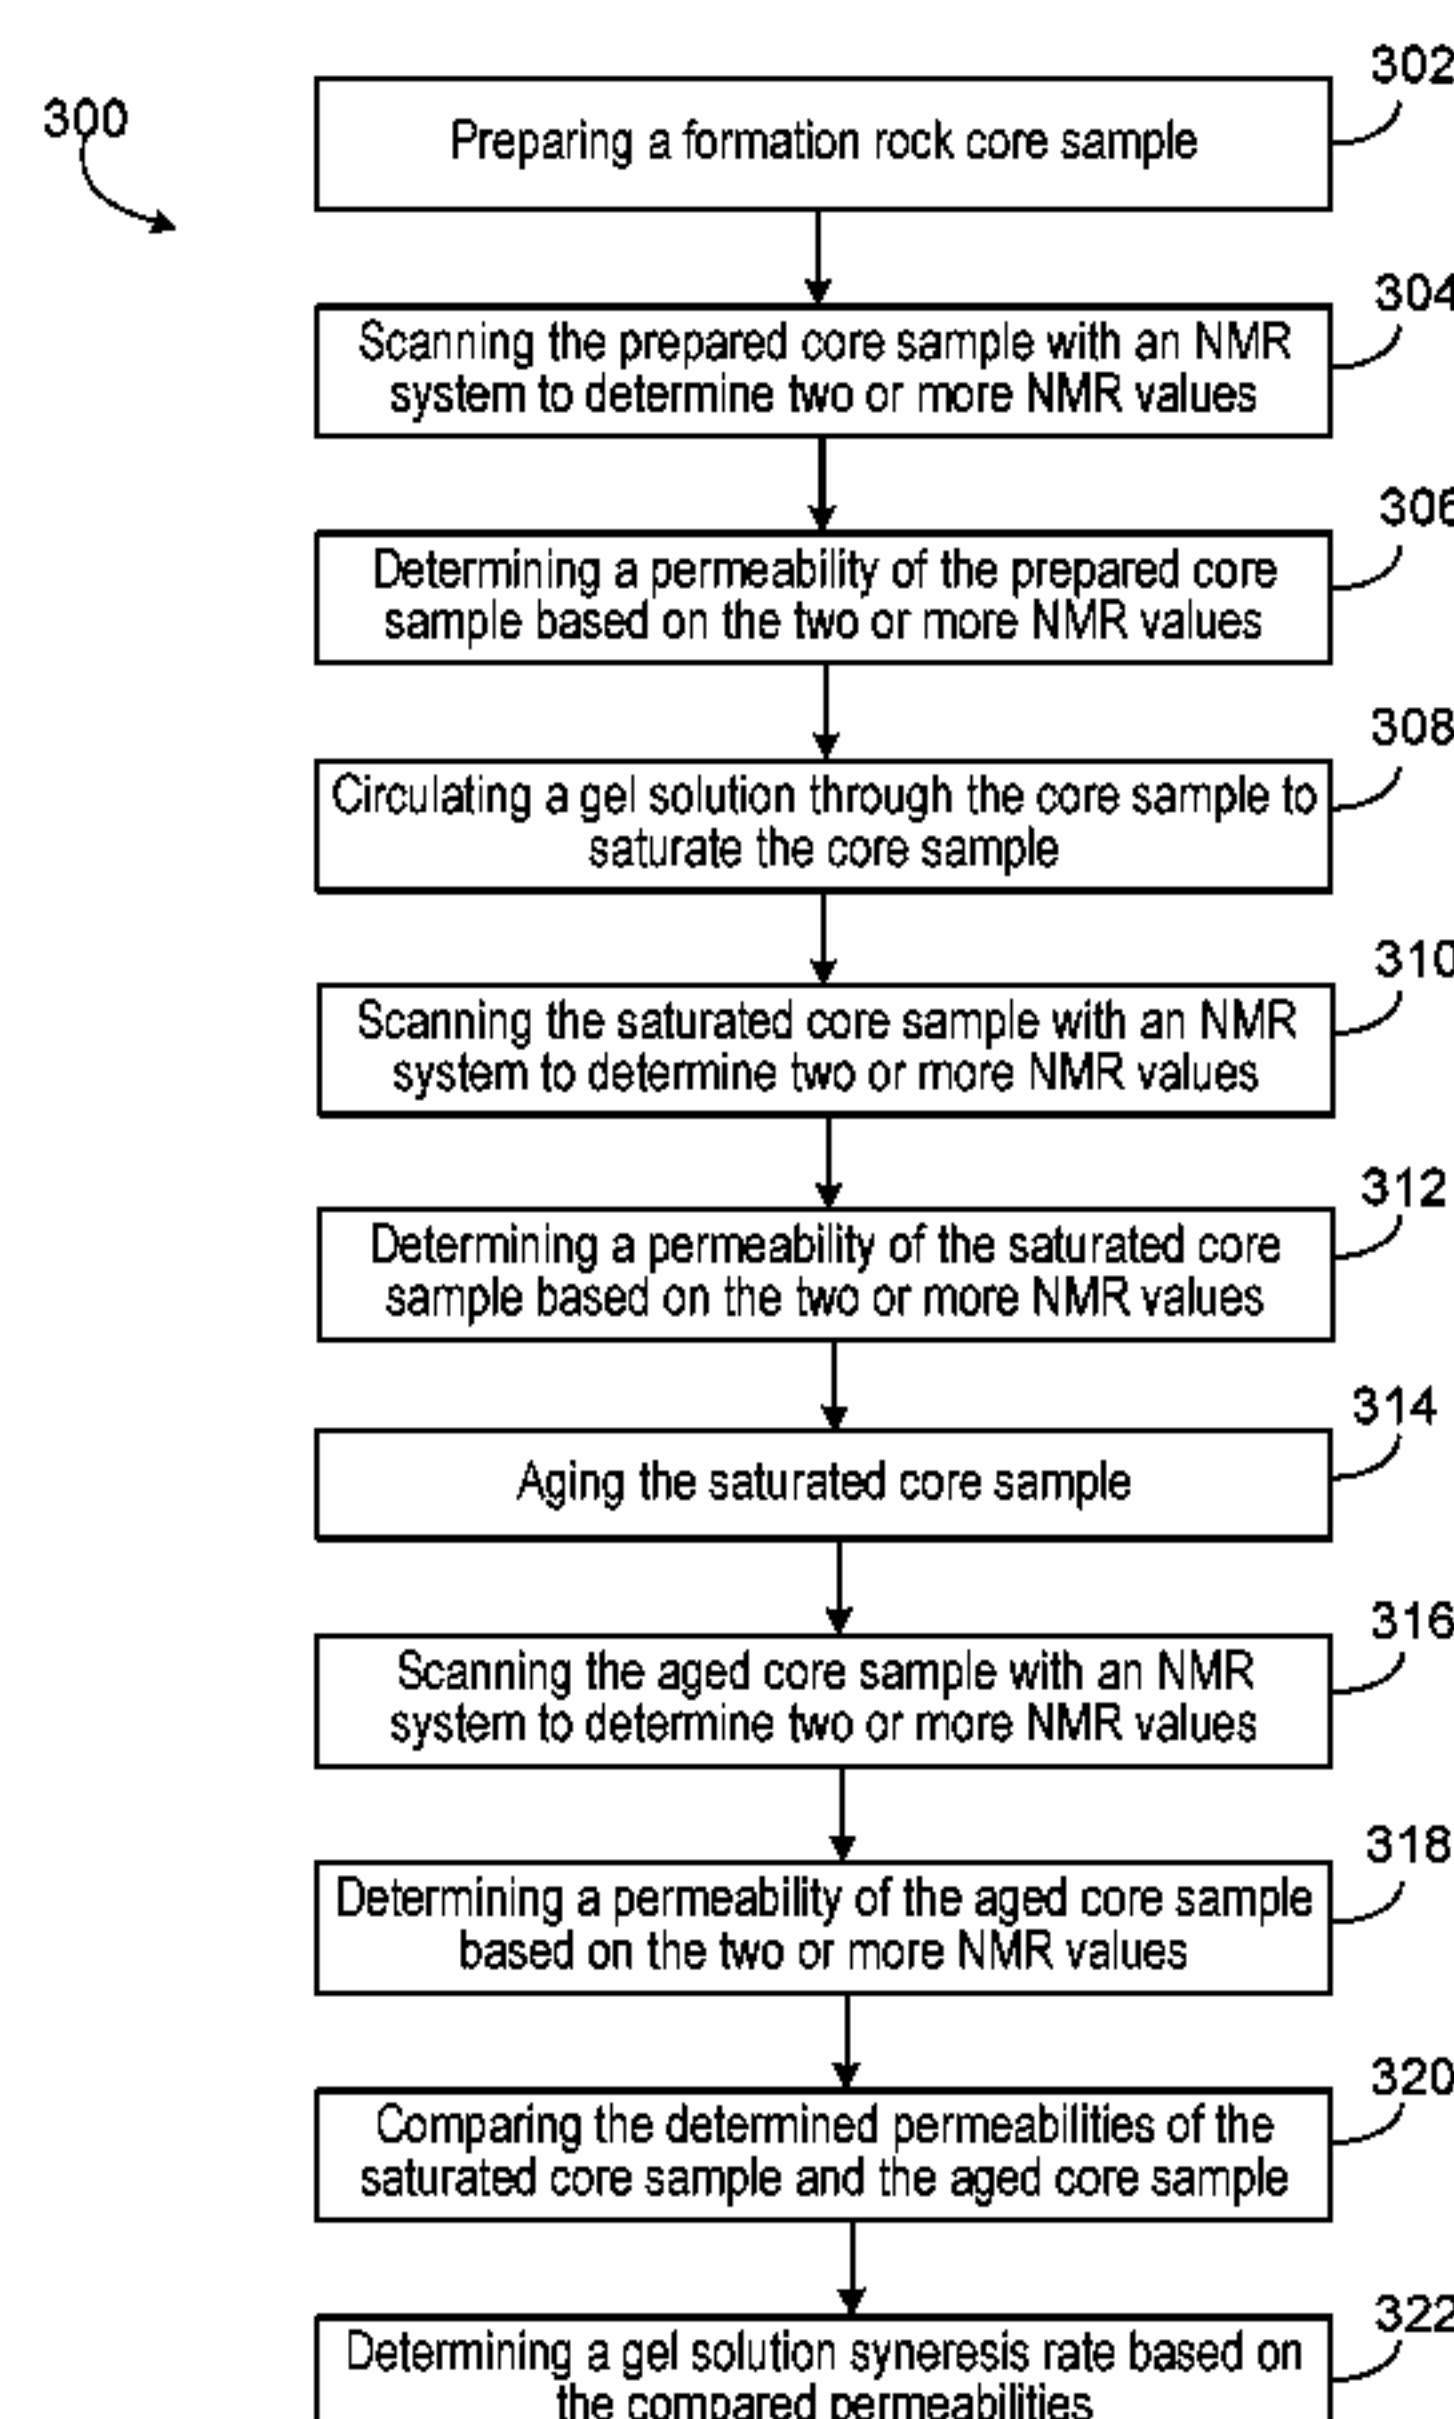 300
302
Preparing a formation rock core sample
304
Scanning the prepared core sample with an NMR
system to determine two or more NMR values
306
Determining a permeability of the prepared core
sample based on the two or more NMR values
308
Circulating a gel solution through the core sample to
saturate the core sample
310
Scanning the saturated core sample with an NMR
system to determine two or more NMR values
312
Determining a permeability of the saturated core
sample based on the two or more NMR values
314
Aging the saturated core sample
316
Scanning the aged core sample with an NMR
system to determine two or more NMR values
318
Determining a permeability of the aged core sample
based on the two or more NMR values
320
Comparing the determined permeabilities of the
saturated core sample and the aged core sample
322
Determining a gel solution syneresis rate based on
the compared permeabilities